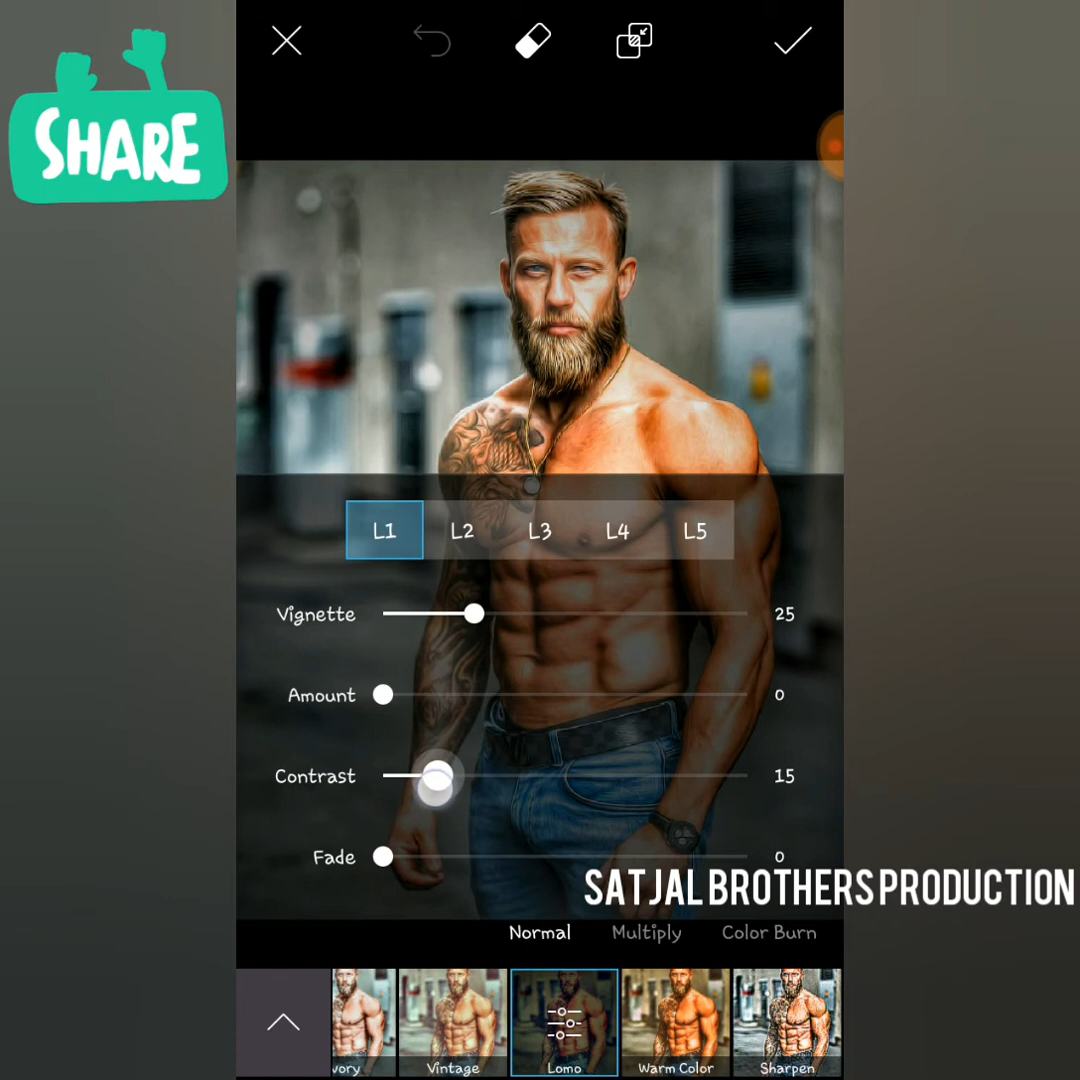 SHARE
L1 L2 L3 L4 L5
Vignette 25
Amount 0
Contrast 15
Fade 0
SATJAL BROTHERS PRODUCTION
Normal Multiply Color Burn
vory Vintage Lomo Warm Color Sharpen